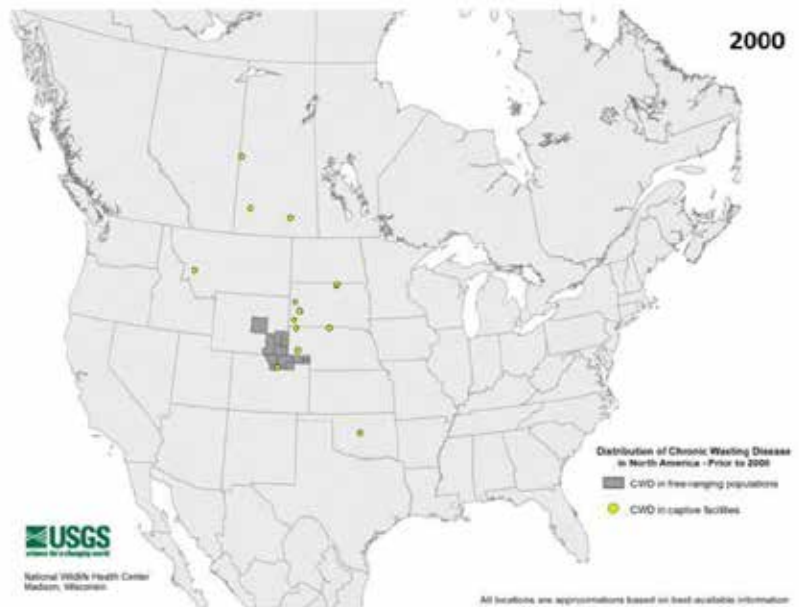 2000
Distribution of Chronic Wasting Disease
in North America - Prior to 2000
CWD in free-ranging populations
CWD in captive facilities
USGS
science for a changing world
National Wildlife Health Center
Madison, Wisconsin
All locations are approximations based on best-available information